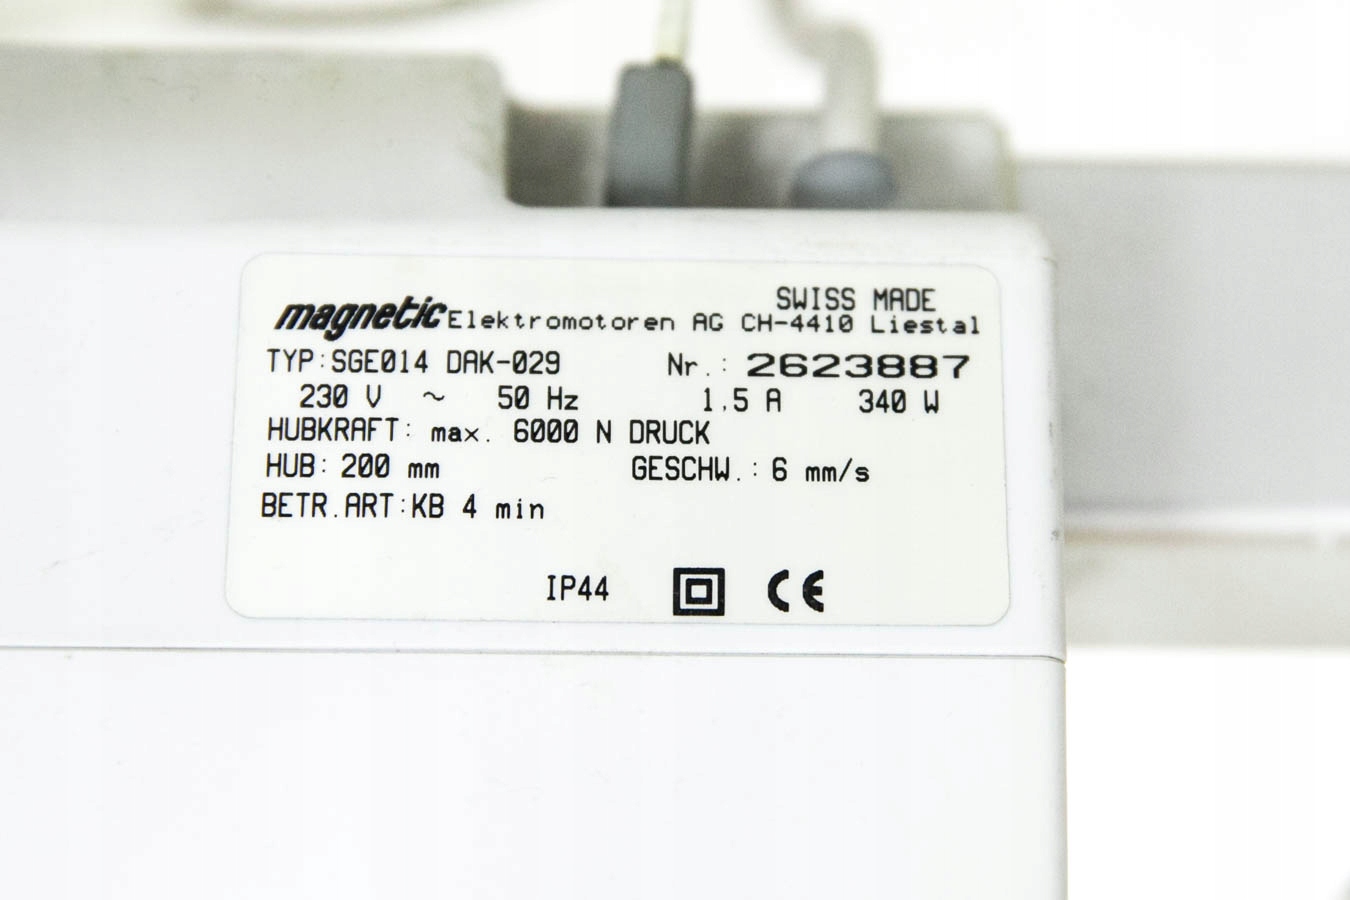 SWISS MADE
magnetic Elektromotoren AG CH-4410 Liestal
TYP:SGE014 DAK-029 Nr.: 2623887
230 V ~ 50 Hz 1,5 A 340 W
HUBKRAFT: max. 6000 N DRUCK
HUB: 200 mm GESCHW.: 6 mm/s
BETR.ART:KB 4 min
IP44 CE